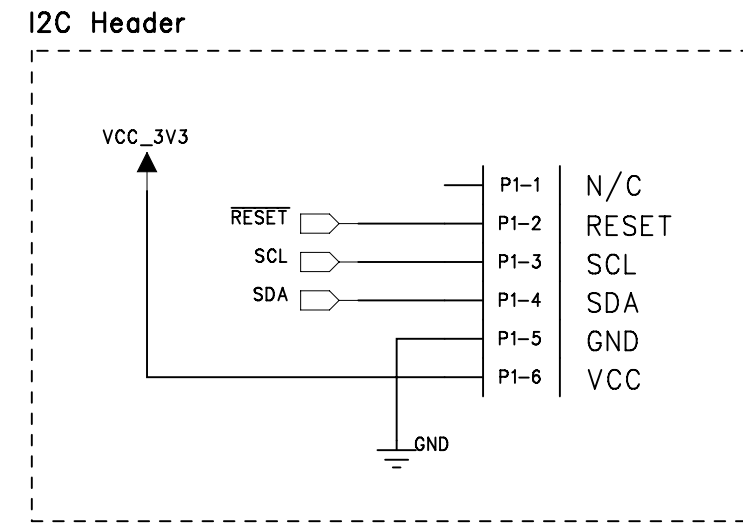 I2C Header
VCC_3V3
P1-1 N/C
RESET P1-2 RESET
SCL P1-3 SCL
SDA P1-4 SDA
P1-5 GND
P1-6 VCC
GND